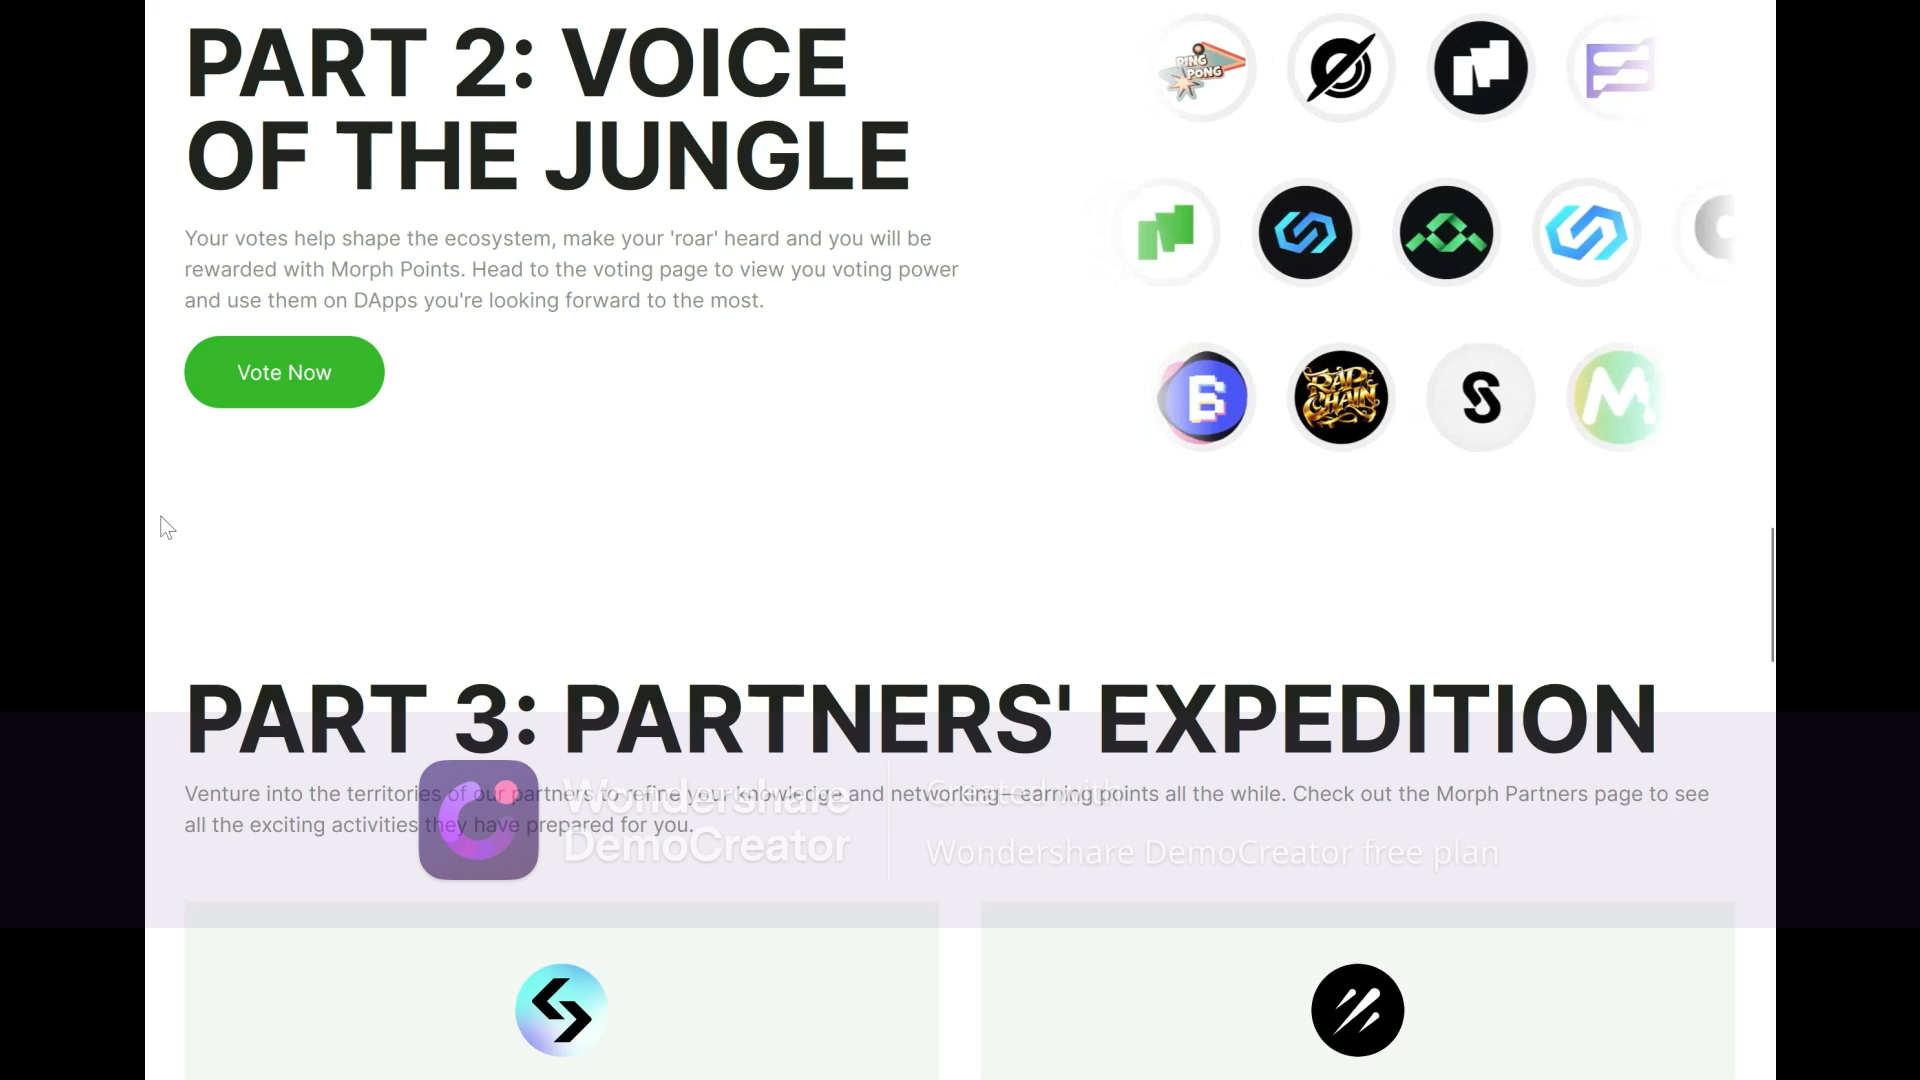 PART 2: VOICE
OF THE JUNGLE
Your votes help shape the ecosystem, make your 'roar' heard and you will be
rewarded with Morph Points. Head to the voting page to view you voting power
and use them on DApps you're looking forward to the most.
Vote Now
PING
PONG
RAP
CHAIN
PART 3: PARTNERS' EXPEDITION
Venture into the territories of our partners to refine your knowledge and networking—earning points all the while. Check out the Morph Partners page to see
all the exciting activities they have prepared for you.
Wondershare
DemoCreator
Created with
Wondershare DemoCreator free plan